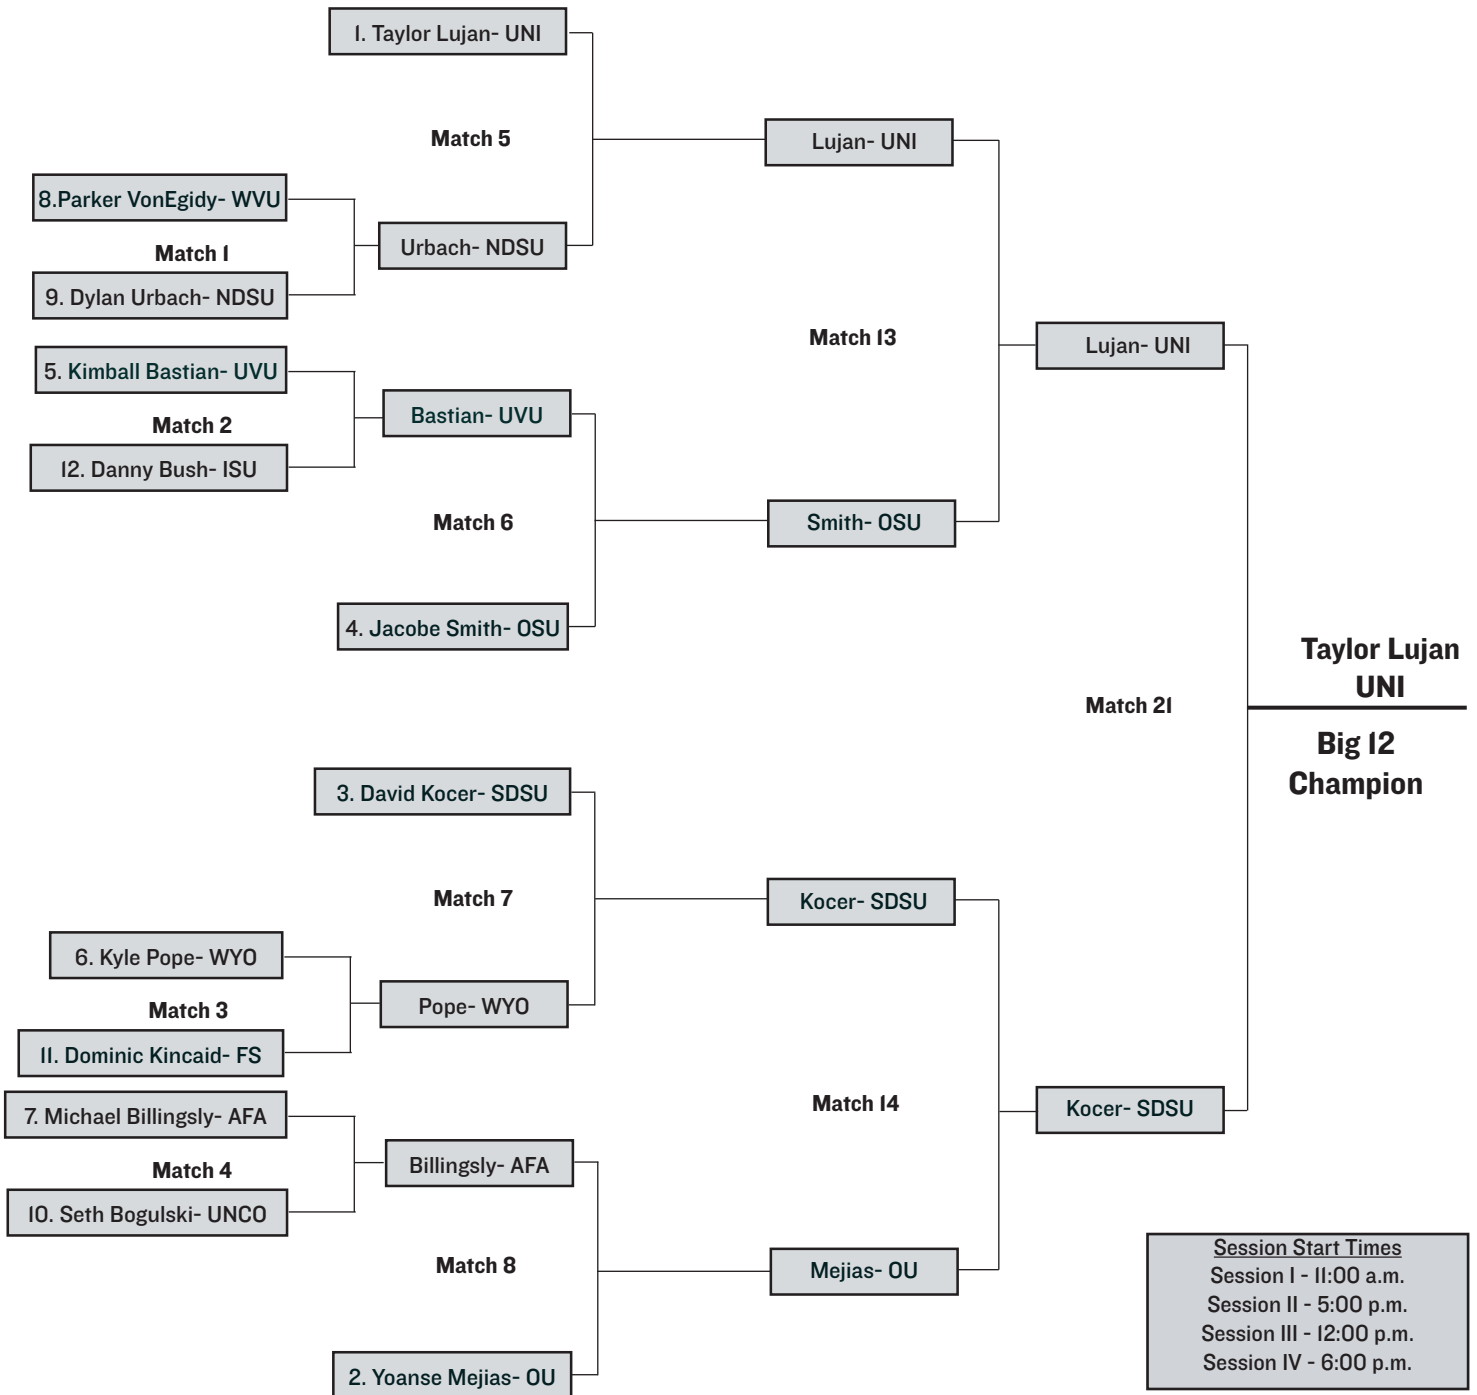 1. Taylor Lujan- UNI
Match 5
Lujan- UNI
8.Parker VonEgidy- WVU
Match 1
Urbach- NDSU
9. Dylan Urbach- NDSU
Match 13
Lujan- UNI
5. Kimball Bastian- UVU
Match 2
Bastian- UVU
12. Danny Bush- ISU
Match 6
Smith- OSU
4. Jacobe Smith- OSU
Taylor Lujan
UNI
Match 21
Big 12
Champion
3. David Kocer- SDSU
Match 7
Kocer- SDSU
6. Kyle Pope- WYO
Match 3
Pope- WYO
11. Dominic Kincaid- FS
7. Michael Billingsly- AFA
Match 14
Kocer- SDSU
Match 4
Billingsly- AFA
10. Seth Bogulski- UNCO
Match 8
Mejias- OU
2. Yoanse Mejias- OU
Session Start Times
Session I - 11:00 a.m.
Session II - 5:00 p.m.
Session III - 12:00 p.m.
Session IV - 6:00 p.m.